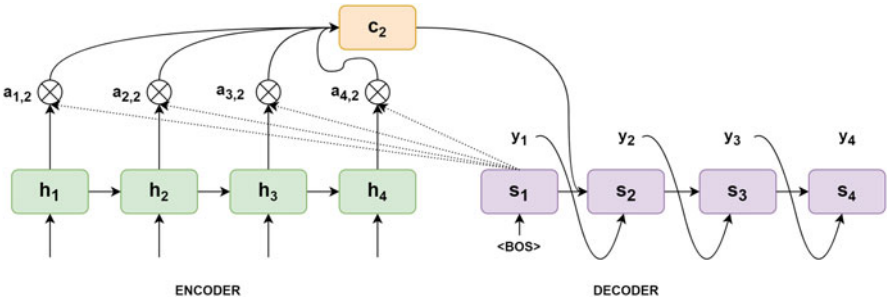 c2
a1,2 a2,2 a3,2 a4,2
y1 y2 y3 y4
h1 h2 h3 h4 s1 s2 s3 s4
<BOS>
ENCODER DECODER